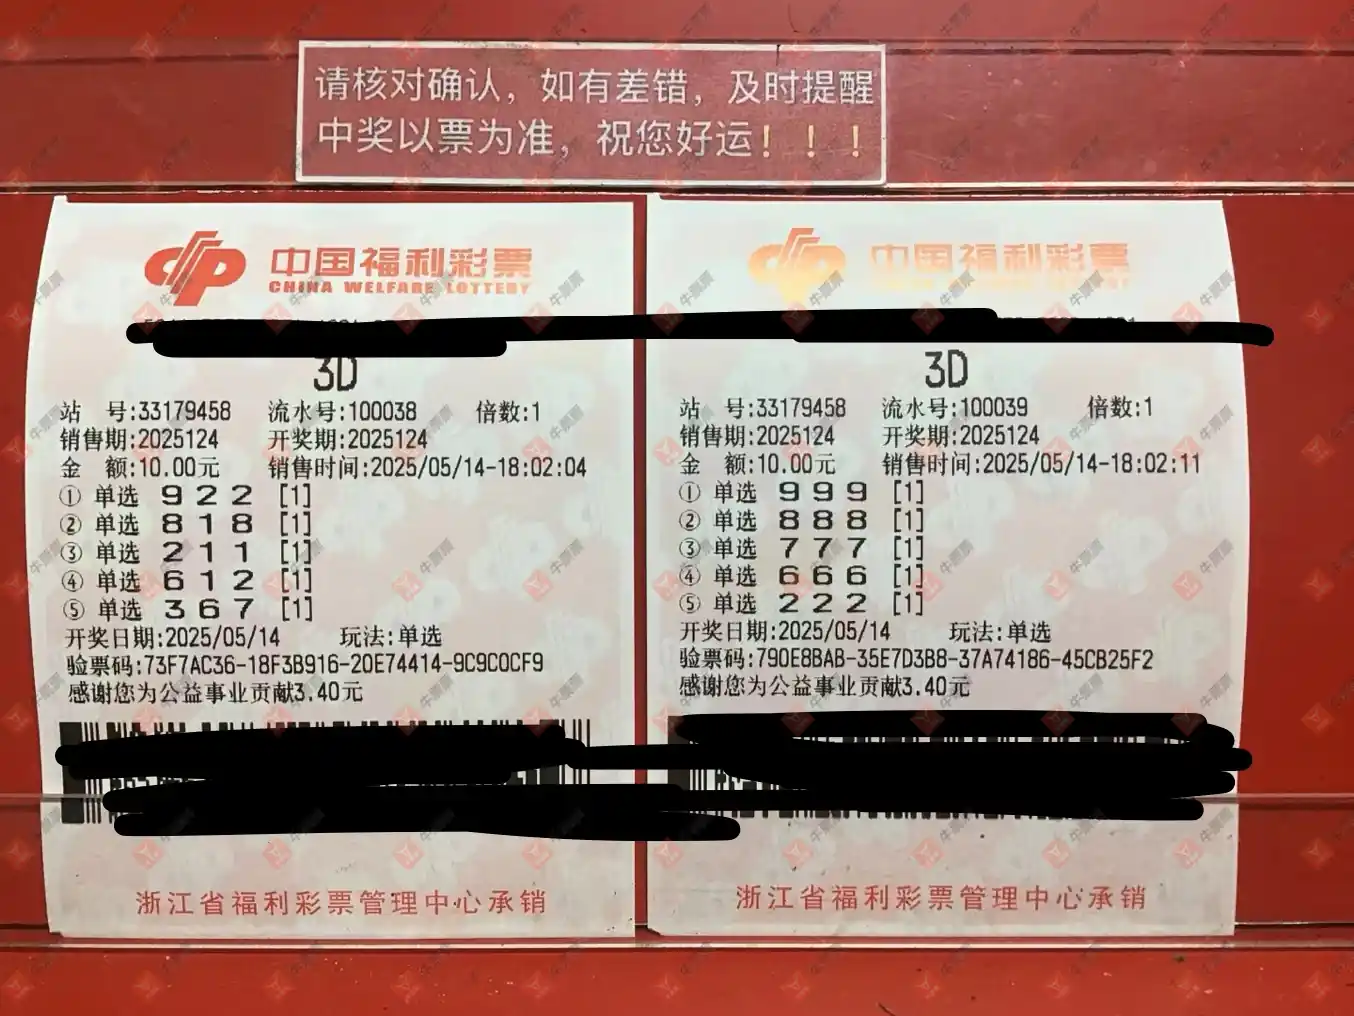 请核对确认，如有差错，及时提醒
中奖以票为准，祝您好运！！！
中国福利彩票
CHINA WELFARE LOTTERY
3D
站 号:33179458 流水号:100038 倍数:1
销售期:2025124 开奖期:2025124
金 额:10.00元 销售时间:2025/05/14-18:02:04
① 单选 9 2 2 [1]
② 单选 8 1 8 [1]
③ 单选 2 1 1 [1]
④ 单选 6 1 2 [1]
⑤ 单选 3 6 7 [1]
开奖日期:2025/05/14 玩法:单选
验票码:73F7AC36-18F3B916-20E74414-9C9C0CF9
感谢您为公益事业贡献3.40元
浙江省福利彩票管理中心承销
中国福利彩票
3D
站 号:33179458 流水号:100039 倍数:1
销售期:2025124 开奖期:2025124
金 额:10.00元 销售时间:2025/05/14-18:02:11
① 单选 9 9 9 [1]
② 单选 8 8 8 [1]
③ 单选 7 7 7 [1]
④ 单选 6 6 6 [1]
⑤ 单选 2 2 2 [1]
开奖日期:2025/05/14 玩法:单选
验票码:790E8BAB-35E7D3B8-37A74186-45CB25F2
感谢您为公益事业贡献3.40元
浙江省福利彩票管理中心承销